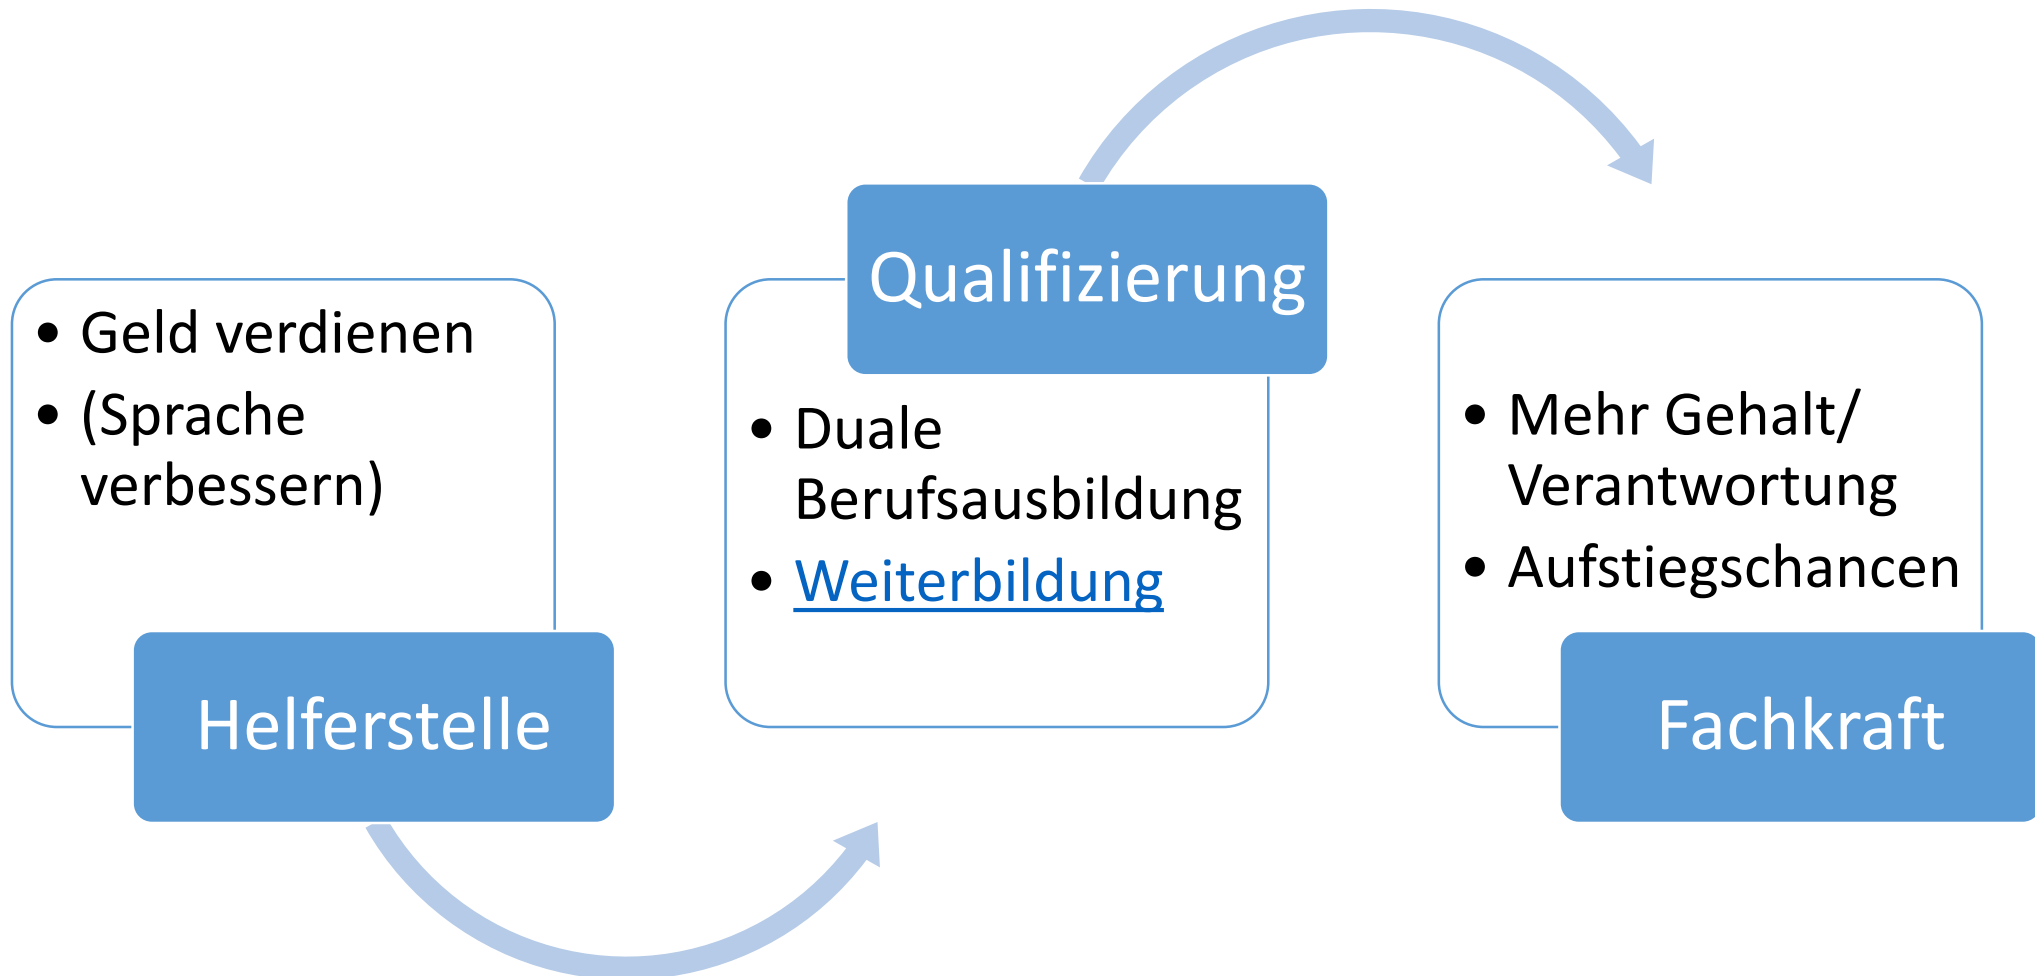 • Geld verdienen
• (Sprache
verbessern)
Helferstelle
Qualifizierung
• Duale
Berufsausbildung
• Weiterbildung
• Mehr Gehalt/
Verantwortung
• Aufstiegschancen
Fachkraft